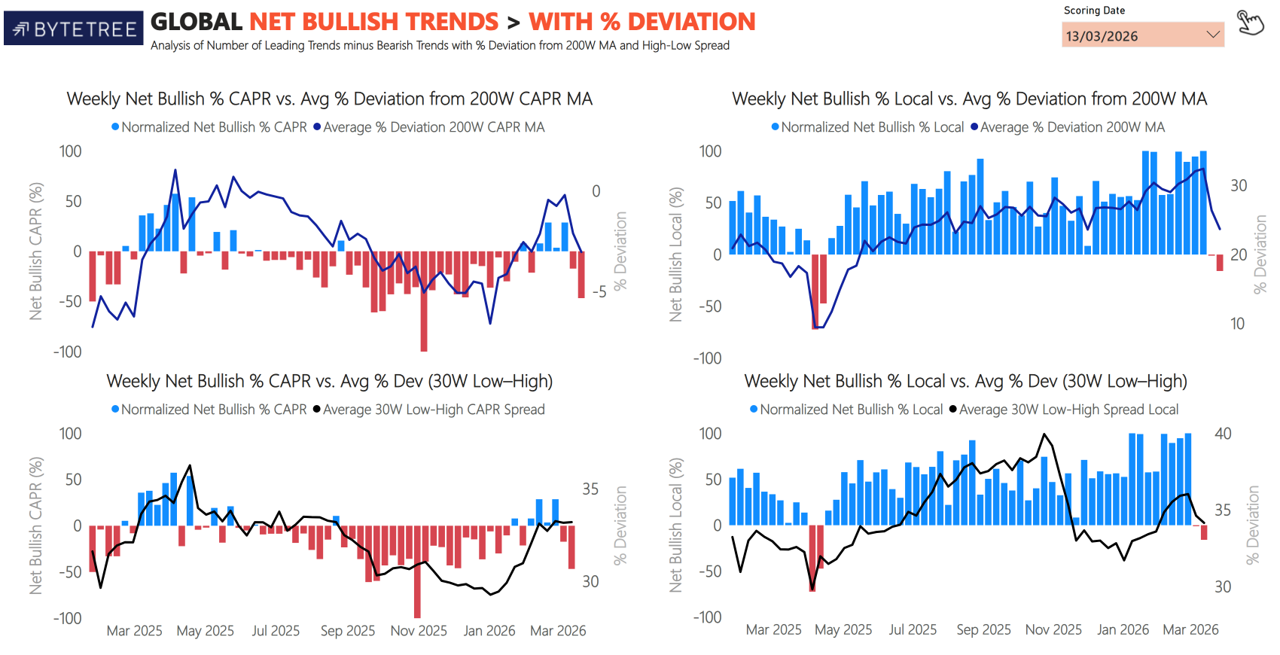 BYTETREE
GLOBAL NET BULLISH TRENDS > WITH % DEVIATION
Analysis of Number of Leading Trends minus Bearish Trends with % Deviation from 200W MA and High-Low Spread
Scoring Date
13/03/2026
Weekly Net Bullish % CAPR vs. Avg % Deviation from 200W CAPR MA
Normalized Net Bullish % CAPR Average % Deviation 200W CAPR MA
Net Bullish CAPR (%)
100
50
0
-50
-100
0
-5
% Deviation
Weekly Net Bullish % Local vs. Avg % Deviation from 200W MA
Normalized Net Bullish % Local Average % Deviation 200W MA
Net Bullish Local (%)
100
50
0
-50
-100
30
20
10
% Deviation
Weekly Net Bullish % CAPR vs. Avg % Dev (30W Low–High)
Normalized Net Bullish % CAPR Average 30W Low-High CAPR Spread
Net Bullish CAPR (%)
100
50
0
-50
-100
35
30
% Deviation
Mar 2025 May 2025 Jul 2025 Sep 2025 Nov 2025 Jan 2026 Mar 2026
Weekly Net Bullish % Local vs. Avg % Dev (30W Low–High)
Normalized Net Bullish % Local Average 30W Low-High Spread Local
Net Bullish Local (%)
100
50
0
-50
-100
40
35
30
% Deviation
Mar 2025 May 2025 Jul 2025 Sep 2025 Nov 2025 Jan 2026 Mar 2026